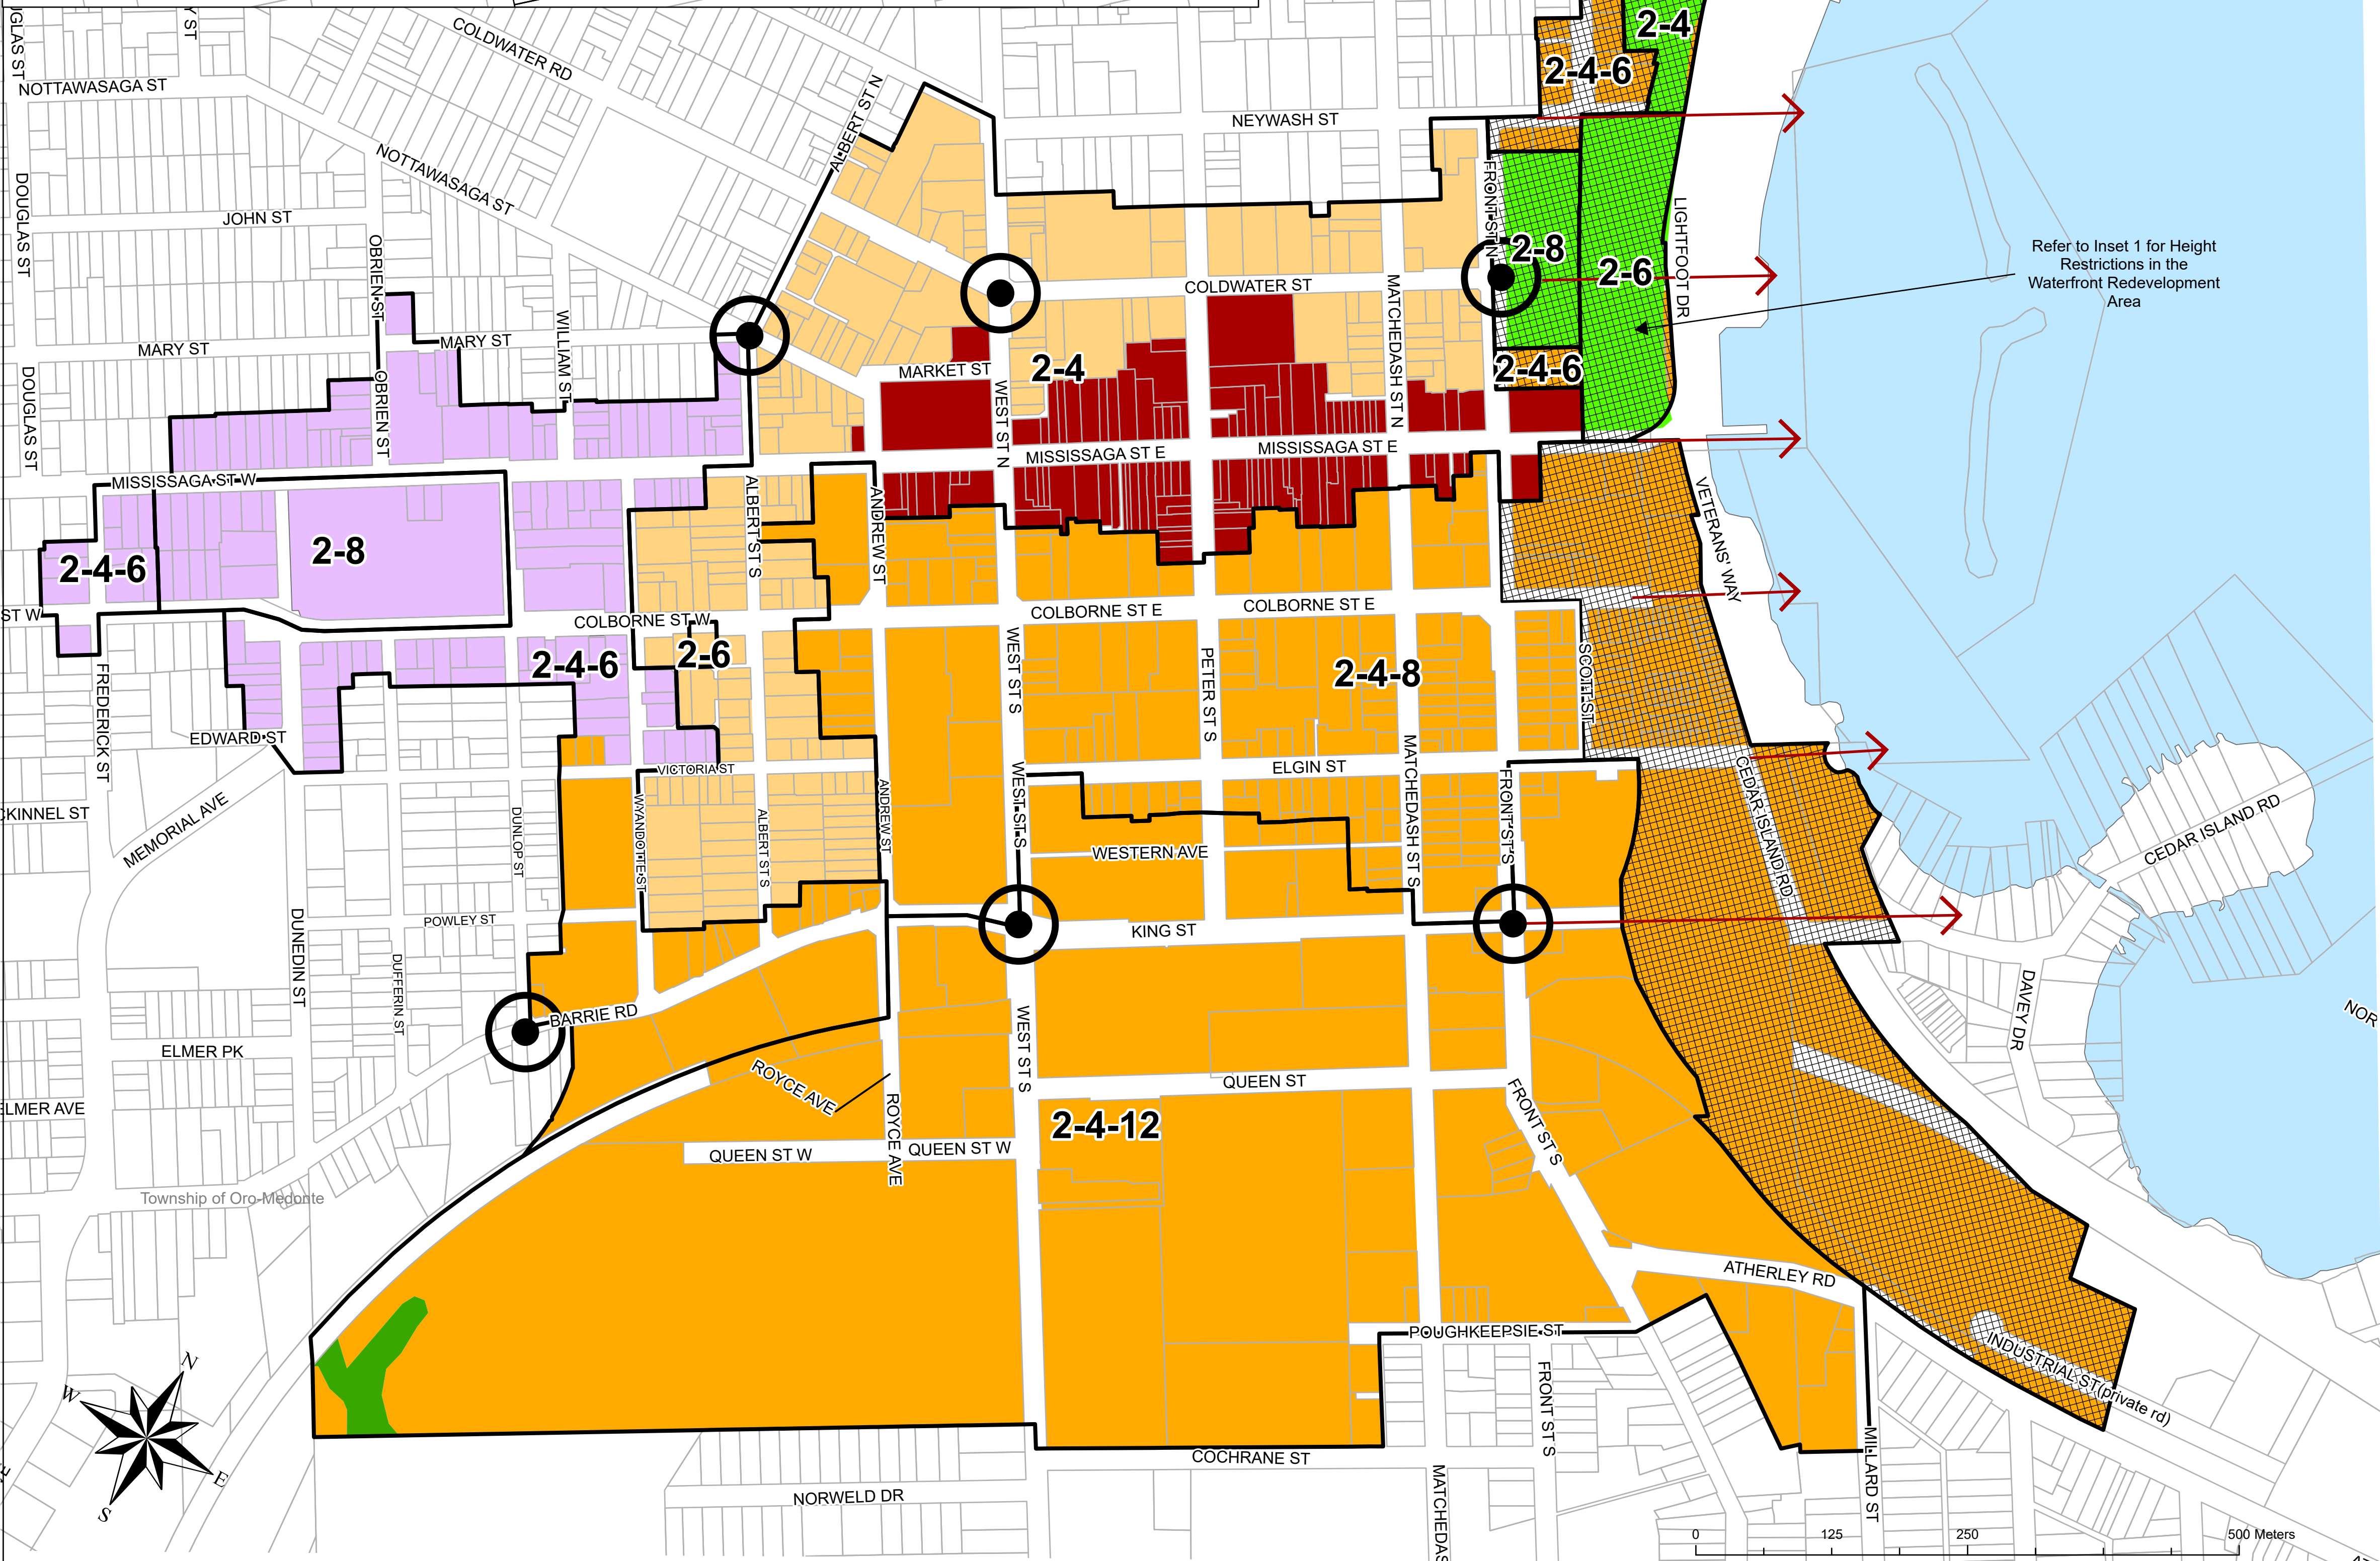 2-4
COLDWATER RD
Y ST
UGLAS ST
2-4-6
NOTTAWASAGA ST
ALBERT ST N
NEYWASH ST
NOTTAWASAGA ST
DOUGLAS ST
JOHN ST
OBRIEN ST
FRONT ST N
2-8
2-6
LIGHTFOOT DR
Refer to Inset 1 for Height
Restrictions in the
Waterfront Redevelopment
Area
COLDWATER ST
MATCHEDASH ST N
MARY ST
MARY ST
WILLIAM ST
MARKET ST
2-4
2-4-6
DOUGLAS ST
OBRIEN ST
WEST ST N
MISSISSAGA ST E
MISSISSAGA ST E
MISSISSAGA ST W
ALBERT ST S
ANDREW ST
VETERANS' WAY
2-4-6
2-8
ST W
COLBORNE ST W
COLBORNE ST E
COLBORNE ST E
2-4-6
2-6
WEST ST S
PETER ST S
2-4-8
SCOTT ST
FREDERICK ST
EDWARD ST
VICTORIA ST
ELGIN ST
WEST S S
MATCHEDASH ST S
FRONT S S
CEDAR ISLAND RD
CEDAR ISLAND RD
CKINNEL ST
MEMORIAL AVE
DUNLOP ST
WYANDOTTE ST
ALBERT ST S
ANDREW ST
WESTERN AVE
DUNEDIN ST
POWLEY ST
KING ST
DUFFERIN ST
DAVEY DR
NOR
BARRIE RD
ELMER PK
WEST ST S
ROYCE AVE
QUEEN ST
FRONT ST S
ELMER AVE
2-4-12
ROYCE AVE
QUEEN ST W
QUEEN ST W
Township of Oro-Medonte
ATHERLEY RD
POUGHKEEPSIE ST
INDUSTRIAL ST(private rd)
N
W
E
S
FRONT ST S
MILLARD ST
COCHRANE ST
MATCHEDAS
NORWELD DR
0
125
250
500 Meters